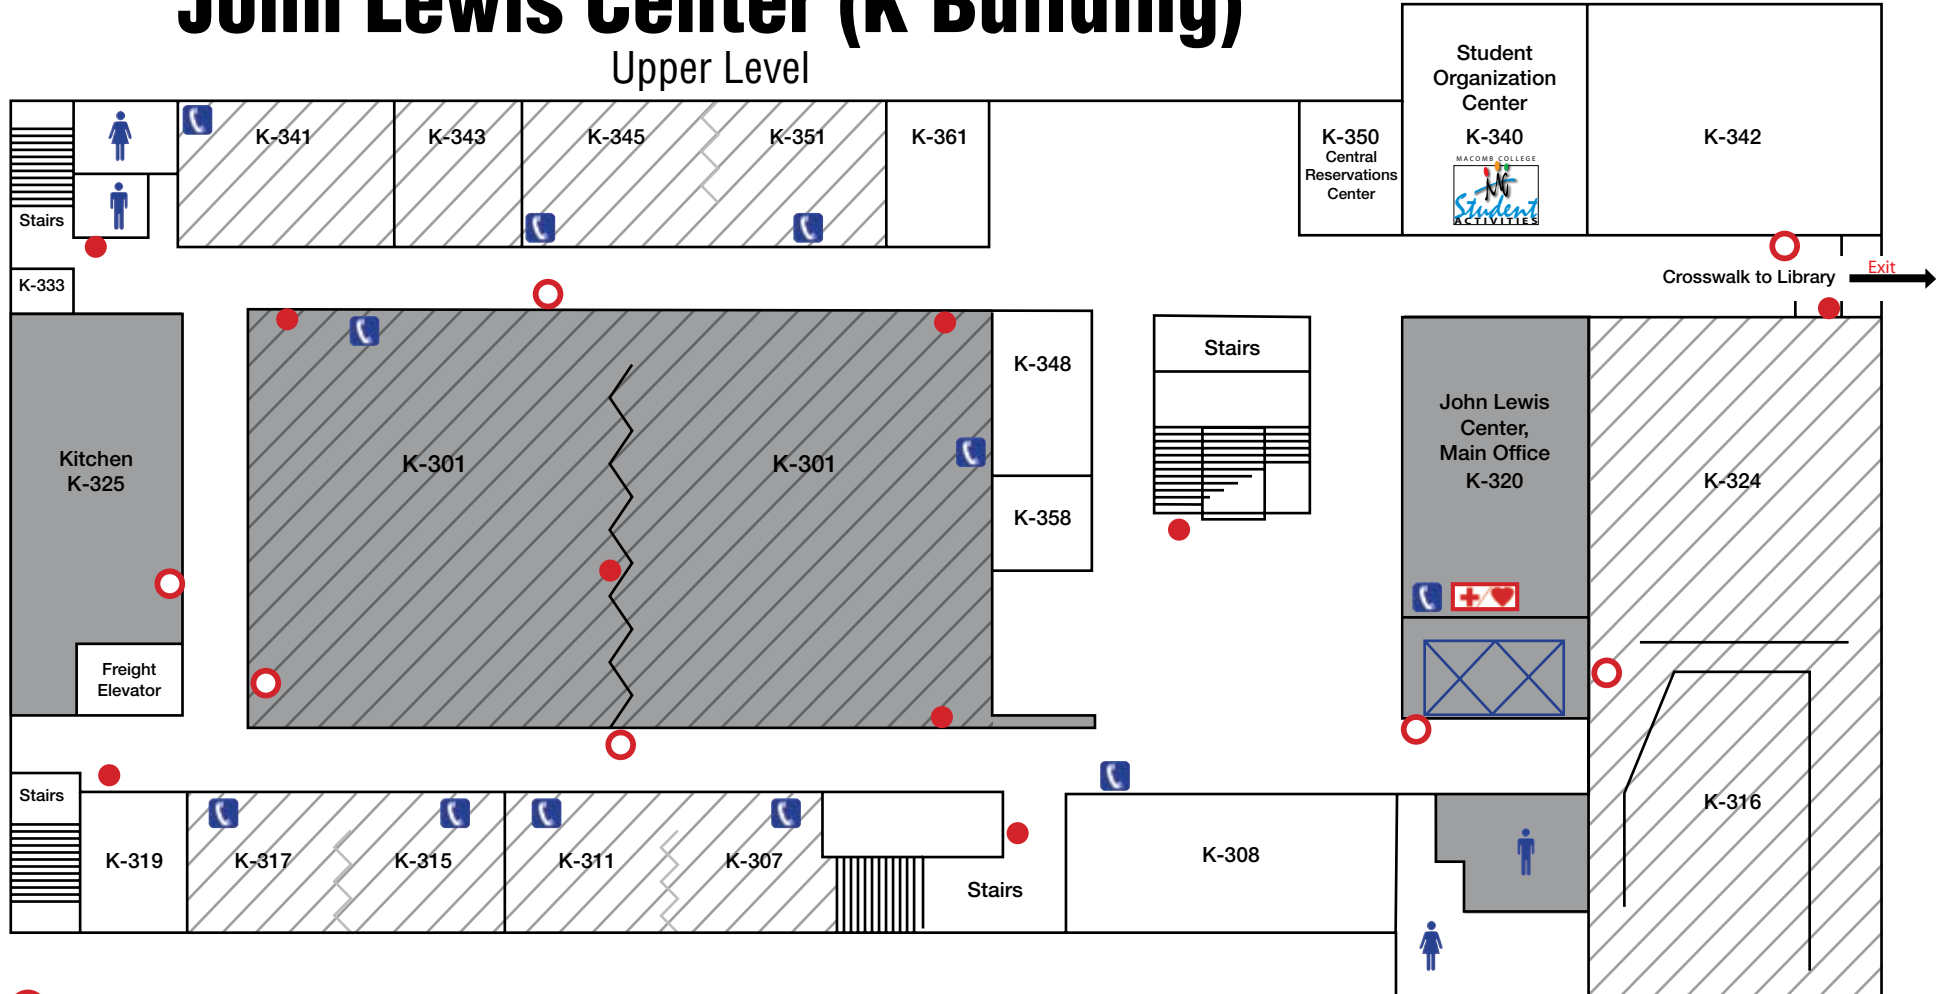 John Lewis Center (K Building)
Upper Level
Student
Organization
Center
K-340
MACOMB COLLEGE
Student
ACTIVITIES
K-342
K-350
Central
Reservations
Center
K-341
K-343
K-345
K-351
K-361
Stairs
K-333
Crosswalk to Library
Exit
Kitchen
K-325
Freight
Elevator
K-301
K-301
K-348
K-358
Stairs
John Lewis
Center,
Main Office
K-320
K-324
K-316
Stairs
K-319
K-317
K-315
K-311
K-307
Stairs
K-308